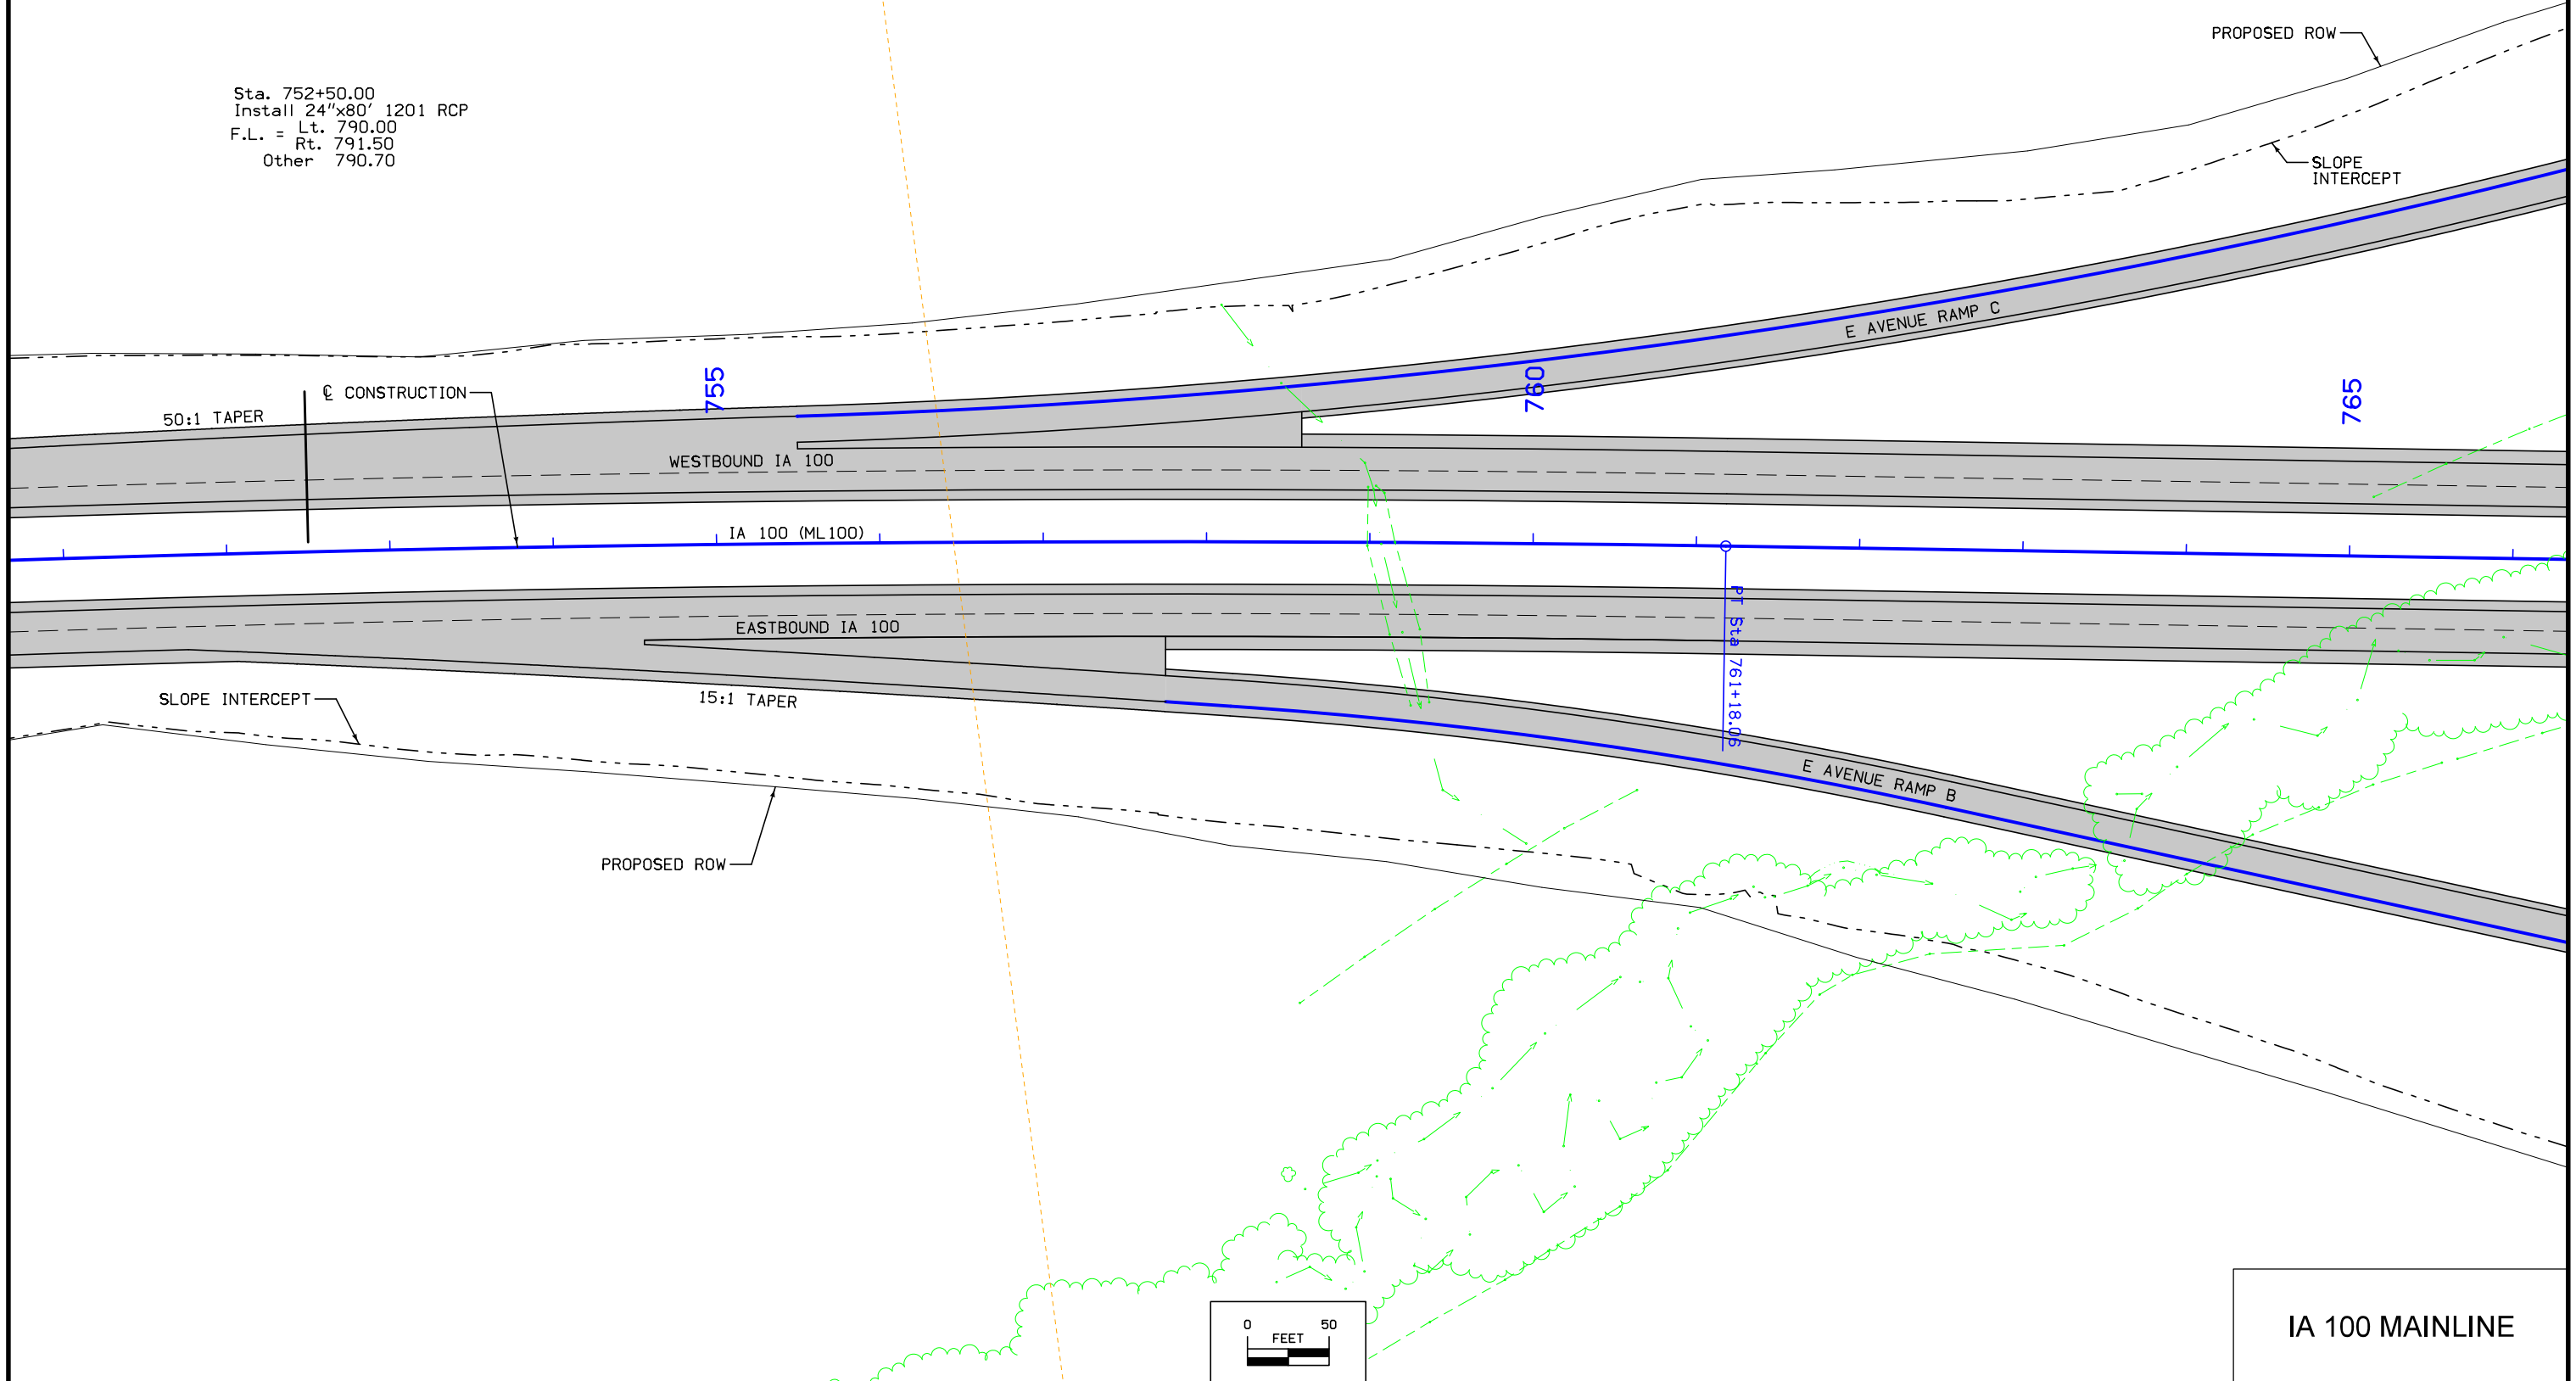 PROPOSED ROW
Sta. 752+50.00
Install 24"x80' 1201 RCP
F.L. = Lt. 790.00
Rt. 791.50
Other 790.70
SLOPE
INTERCEPT
E AVENUE RAMP C
755
760
765
℄ CONSTRUCTION
50:1 TAPER
WESTBOUND IA 100
IA 100 (ML100)
EASTBOUND IA 100
PT Sta 761+18.06
SLOPE INTERCEPT
15:1 TAPER
E AVENUE RAMP B
PROPOSED ROW
0 50
FEET
IA 100 MAINLINE